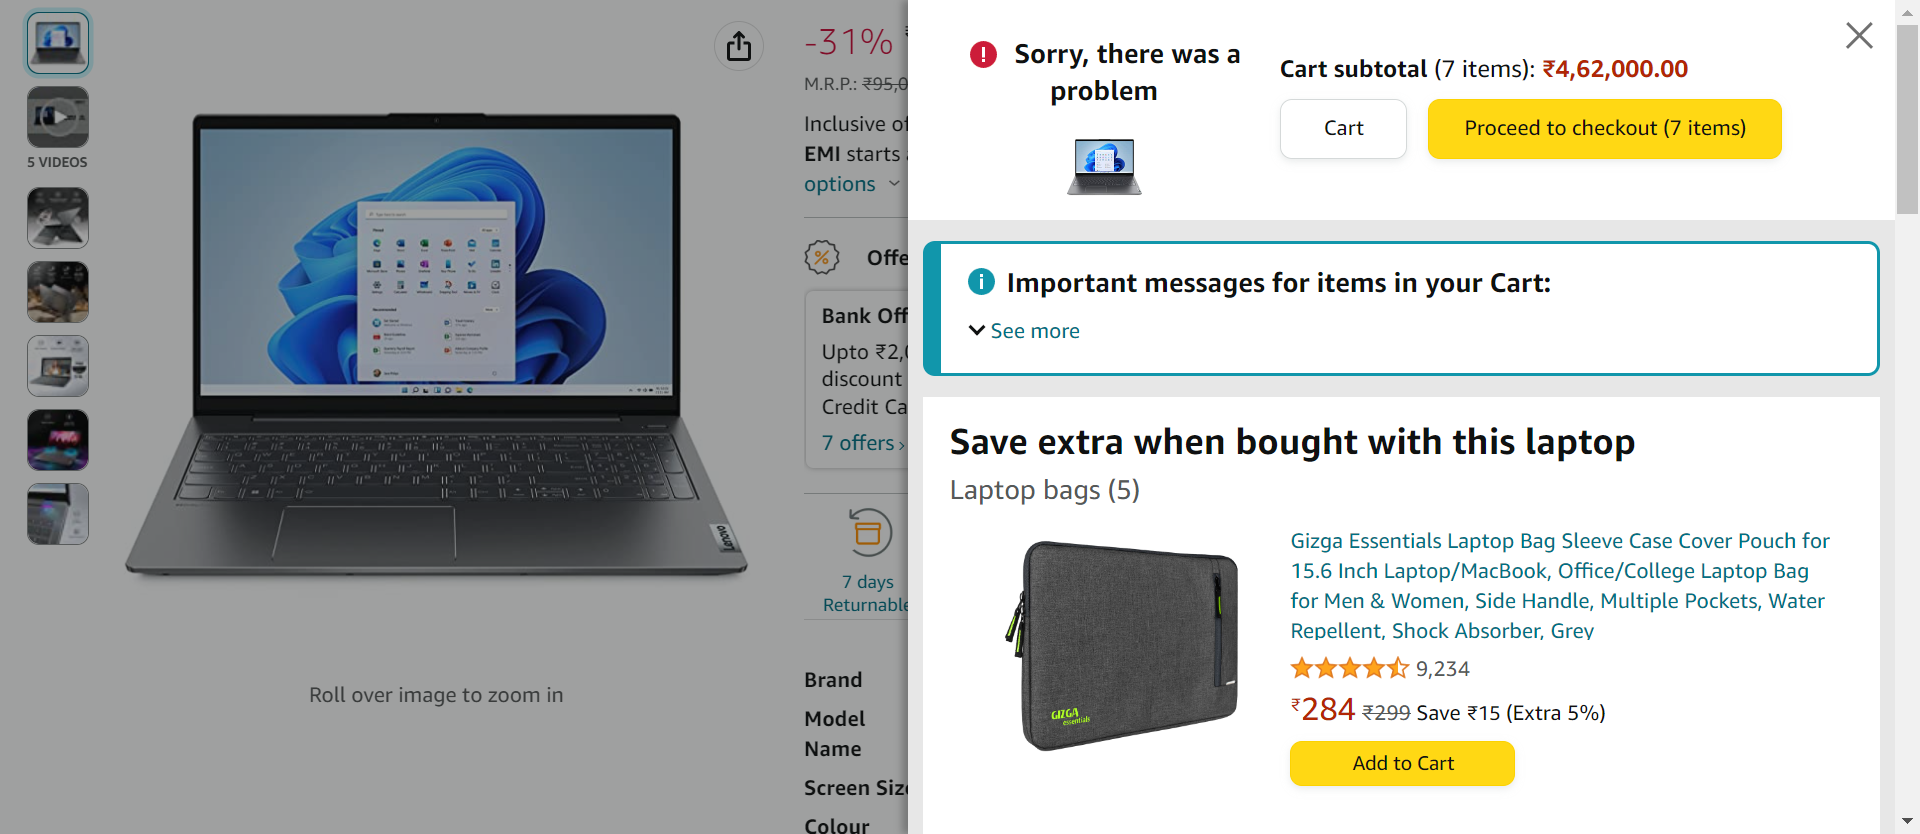 5 VIDEOS
Lenovo
Roll over image to zoom in
-31%
M.R.P.: ₹95,0
Inclusive of
EMI starts
options
Offe
Bank Off
Upto ₹2,0
discount
Credit Ca
7 offers ›
7 days
Returnable
Brand
Model
Name
Screen Size
Colour
Sorry, there was a
problem
Cart subtotal (7 items): ₹4,62,000.00
Cart
Proceed to checkout (7 items)
Important messages for items in your Cart:
See more
Save extra when bought with this laptop
Laptop bags (5)
GIZGA
essentials
Gizga Essentials Laptop Bag Sleeve Case Cover Pouch for
15.6 Inch Laptop/MacBook, Office/College Laptop Bag
for Men & Women, Side Handle, Multiple Pockets, Water
Repellent, Shock Absorber, Grey
9,234
₹284 ₹299 Save ₹15 (Extra 5%)
Add to Cart